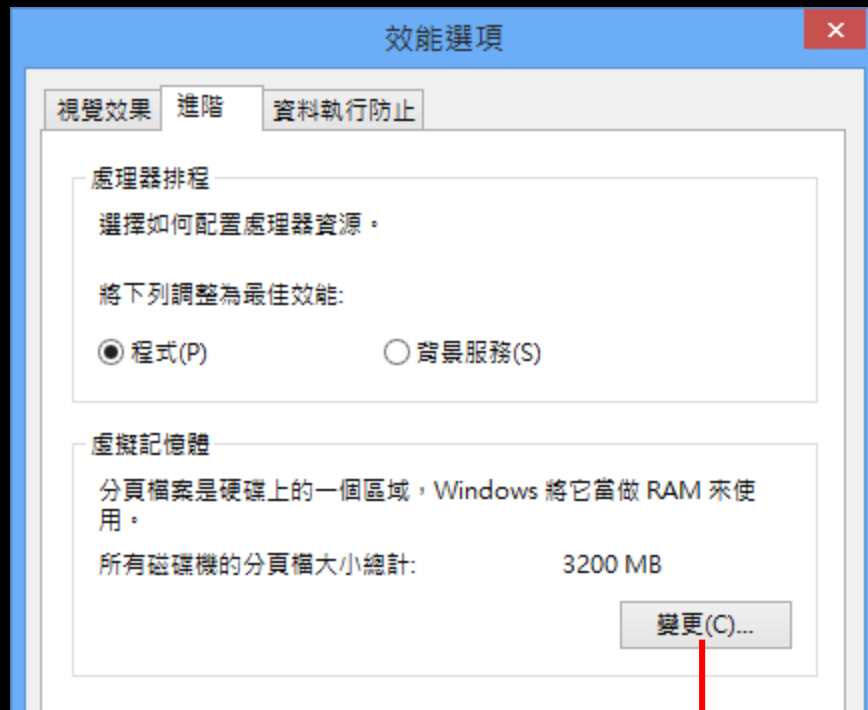 效能選項
視覺效果 進階 資料執行防止
處理器排程
選擇如何配置處理器資源。
將下列調整為最佳效能:
程式(P) 背景服務(S)
虛擬記憶體
分頁檔案是硬碟上的一個區域，Windows 將它當做 RAM 來使
用。
所有磁碟機的分頁檔大小總計: 3200 MB
變更(C)...